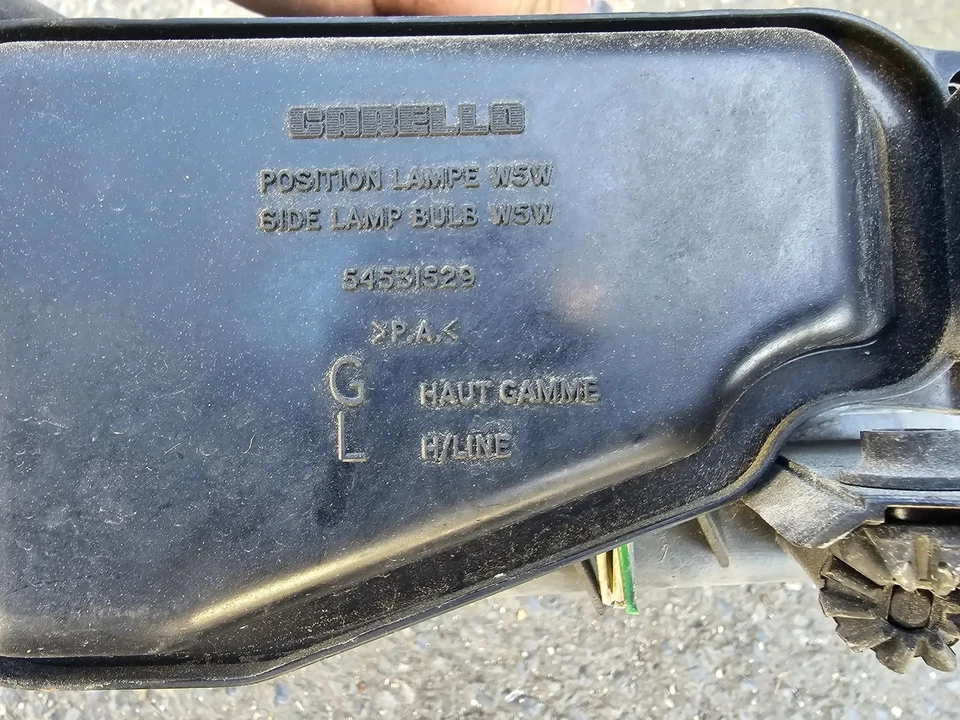 CARELLO
POSITION LAMPE W5W
SIDE LAMP BULB W5W
54531529
>P.A.<
G HAUT GAMME
L H/LINE